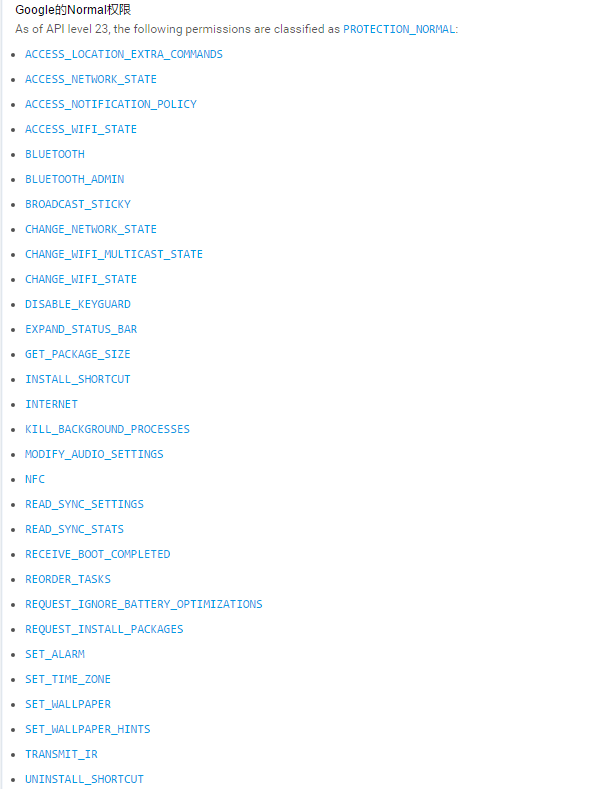 Google的Normal权限
As of API level 23, the following permissions are classified as PROTECTION_NORMAL:
ACCESS_LOCATION_EXTRA_COMMANDS
ACCESS_NETWORK_STATE
ACCESS_NOTIFICATION_POLICY
ACCESS_WIFI_STATE
BLUETOOTH
BLUETOOTH_ADMIN
BROADCAST_STICKY
CHANGE_NETWORK_STATE
CHANGE_WIFI_MULTICAST_STATE
CHANGE_WIFI_STATE
DISABLE_KEYGUARD
EXPAND_STATUS_BAR
GET_PACKAGE_SIZE
INSTALL_SHORTCUT
INTERNET
KILL_BACKGROUND_PROCESSES
MODIFY_AUDIO_SETTINGS
NFC
READ_SYNC_SETTINGS
READ_SYNC_STATS
RECEIVE_BOOT_COMPLETED
REORDER_TASKS
REQUEST_IGNORE_BATTERY_OPTIMIZATIONS
REQUEST_INSTALL_PACKAGES
SET_ALARM
SET_TIME_ZONE
SET_WALLPAPER
SET_WALLPAPER_HINTS
TRANSMIT_IR
UNINSTALL_SHORTCUT